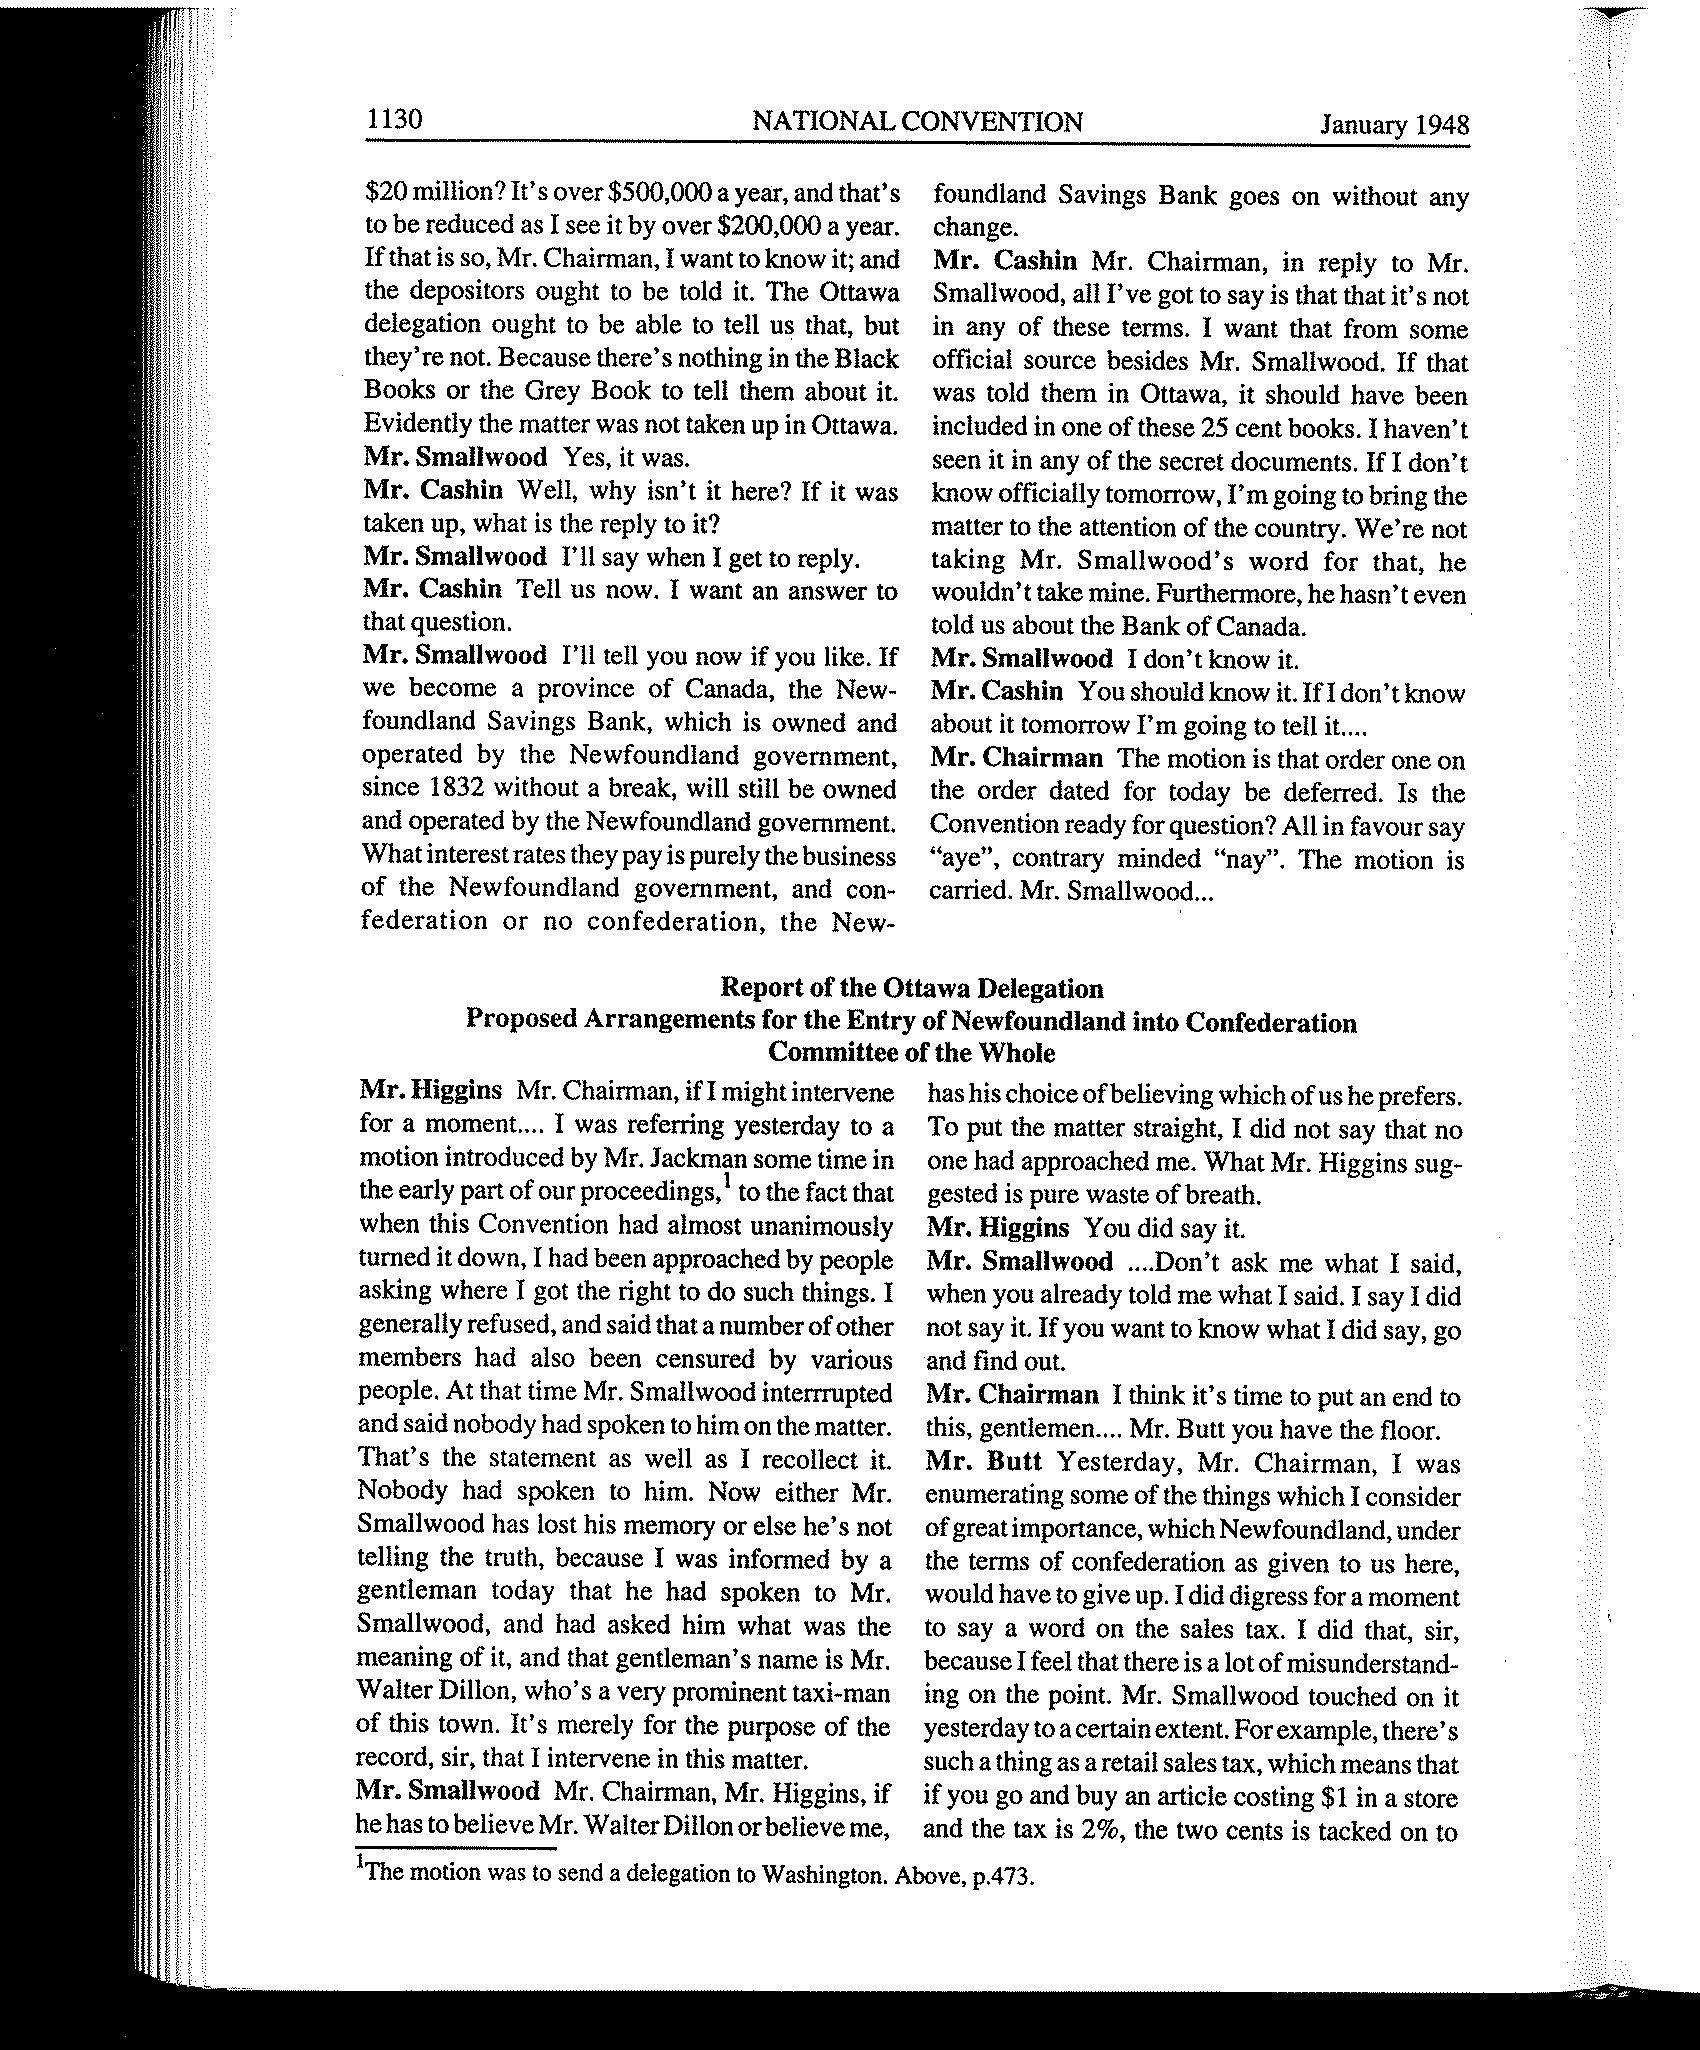 1130 NATIONAL CONVENTION January 1948
$20 million? It's over $500,000 a year, and that's
to be reduced as I see it by over $200,000 a year.
If that is so, Mr. Chairman, I want to know it; and
the depositors ought to be told it. The Ottawa
delegation ought to be able to tell us that, but
they're not. Because there's nothing in the Black
Books or the Grey Book to tell them about it.
Evidently the matter was not taken up in Ottawa.
Mr. Smallwood Yes, it was.
Mr. Cashin Well, why isn't it here? If it was
taken up, what is the reply to it?
Mr. Smallwood I'll say when I get to reply.
Mr. Cashin Tell us now. I want an answer to
that question.
Mr. Smallwood I'll tell you now if you like. If
we become a province of Canada, the New-
foundland Savings Bank, which is owned and
operated by the Newfoundland government,
since 1832 without a break, will still be owned
and operated by the Newfoundland government.
What interest rates they pay is purely the business
of the Newfoundland government, and con-
federation or no confederation, the New-
foundland Savings Bank goes on without any
change.
Mr. Cashin Mr. Chairman, in reply to Mr.
Smallwood, all I've got to say is that that it's not
in any of these terms. I want that from some
official source besides Mr. Smallwood. If that
was told them in Ottawa, it should have been
included in one of these 25 cent books. I haven't
seen it in any of the secret documents. If I don't
know officially tomorrow, I'm going to bring the
matter to the attention of the country. We're not
taking Mr. Smallwood's word for that, he
wouldn't take mine. Furthermore, he hasn't even
told us about the Bank of Canada.
Mr. Smallwood I don't know it.
Mr. Cashin You should know it. If I don't know
about it tomorrow I'm going to tell it....
Mr. Chairman The motion is that order one on
the order dated for today be deferred. Is the
Convention ready for question? All in favour say
"aye", contrary minded "nay". The motion is
carried. Mr. Smallwood...
Report of the Ottawa Delegation
Proposed Arrangements for the Entry of Newfoundland into Confederation
Committee of the Whole
Mr. Higgins Mr. Chairman, if I might intervene
for a moment.... I was referring yesterday to a
motion introduced by Mr. Jackman some time in
the early part of our proceedings,¹ to the fact that
when this Convention had almost unanimously
turned it down, I had been approached by people
asking where I got the right to do such things. I
generally refused, and said that a number of other
members had also been censured by various
people. At that time Mr. Smallwood interrrupted
and said nobody had spoken to him on the matter.
That's the statement as well as I recollect it.
Nobody had spoken to him. Now either Mr.
Smallwood has lost his memory or else he's not
telling the truth, because I was informed by a
gentleman today that he had spoken to Mr.
Smallwood, and had asked him what was the
meaning of it, and that gentleman's name is Mr.
Walter Dillon, who's a very prominent taxi-man
of this town. It's merely for the purpose of the
record, sir, that I intervene in this matter.
Mr. Smallwood Mr. Chairman, Mr. Higgins, if
he has to believe Mr. Walter Dillon or believe me,
has his choice of believing which of us he prefers.
To put the matter straight, I did not say that no
one had approached me. What Mr. Higgins sug-
gested is pure waste of breath.
Mr. Higgins You did say it.
Mr. Smallwood ....Don't ask me what I said,
when you already told me what I said. I say I did
not say it. If you want to know what I did say, go
and find out.
Mr. Chairman I think it's time to put an end to
this, gentlemen.... Mr. Butt you have the floor.
Mr. Butt Yesterday, Mr. Chairman, I was
enumerating some of the things which I consider
of great importance, which Newfoundland, under
the terms of confederation as given to us here,
would have to give up. I did digress for a moment
to say a word on the sales tax. I did that, sir,
because I feel that there is a lot of misunderstand-
ing on the point. Mr. Smallwood touched on it
yesterday to a certain extent. For example, there's
such a thing as a retail sales tax, which means that
if you go and buy an article costing $1 in a store
and the tax is 2%, the two cents is tacked on to
¹The motion was to send a delegation to Washington. Above, p.473.